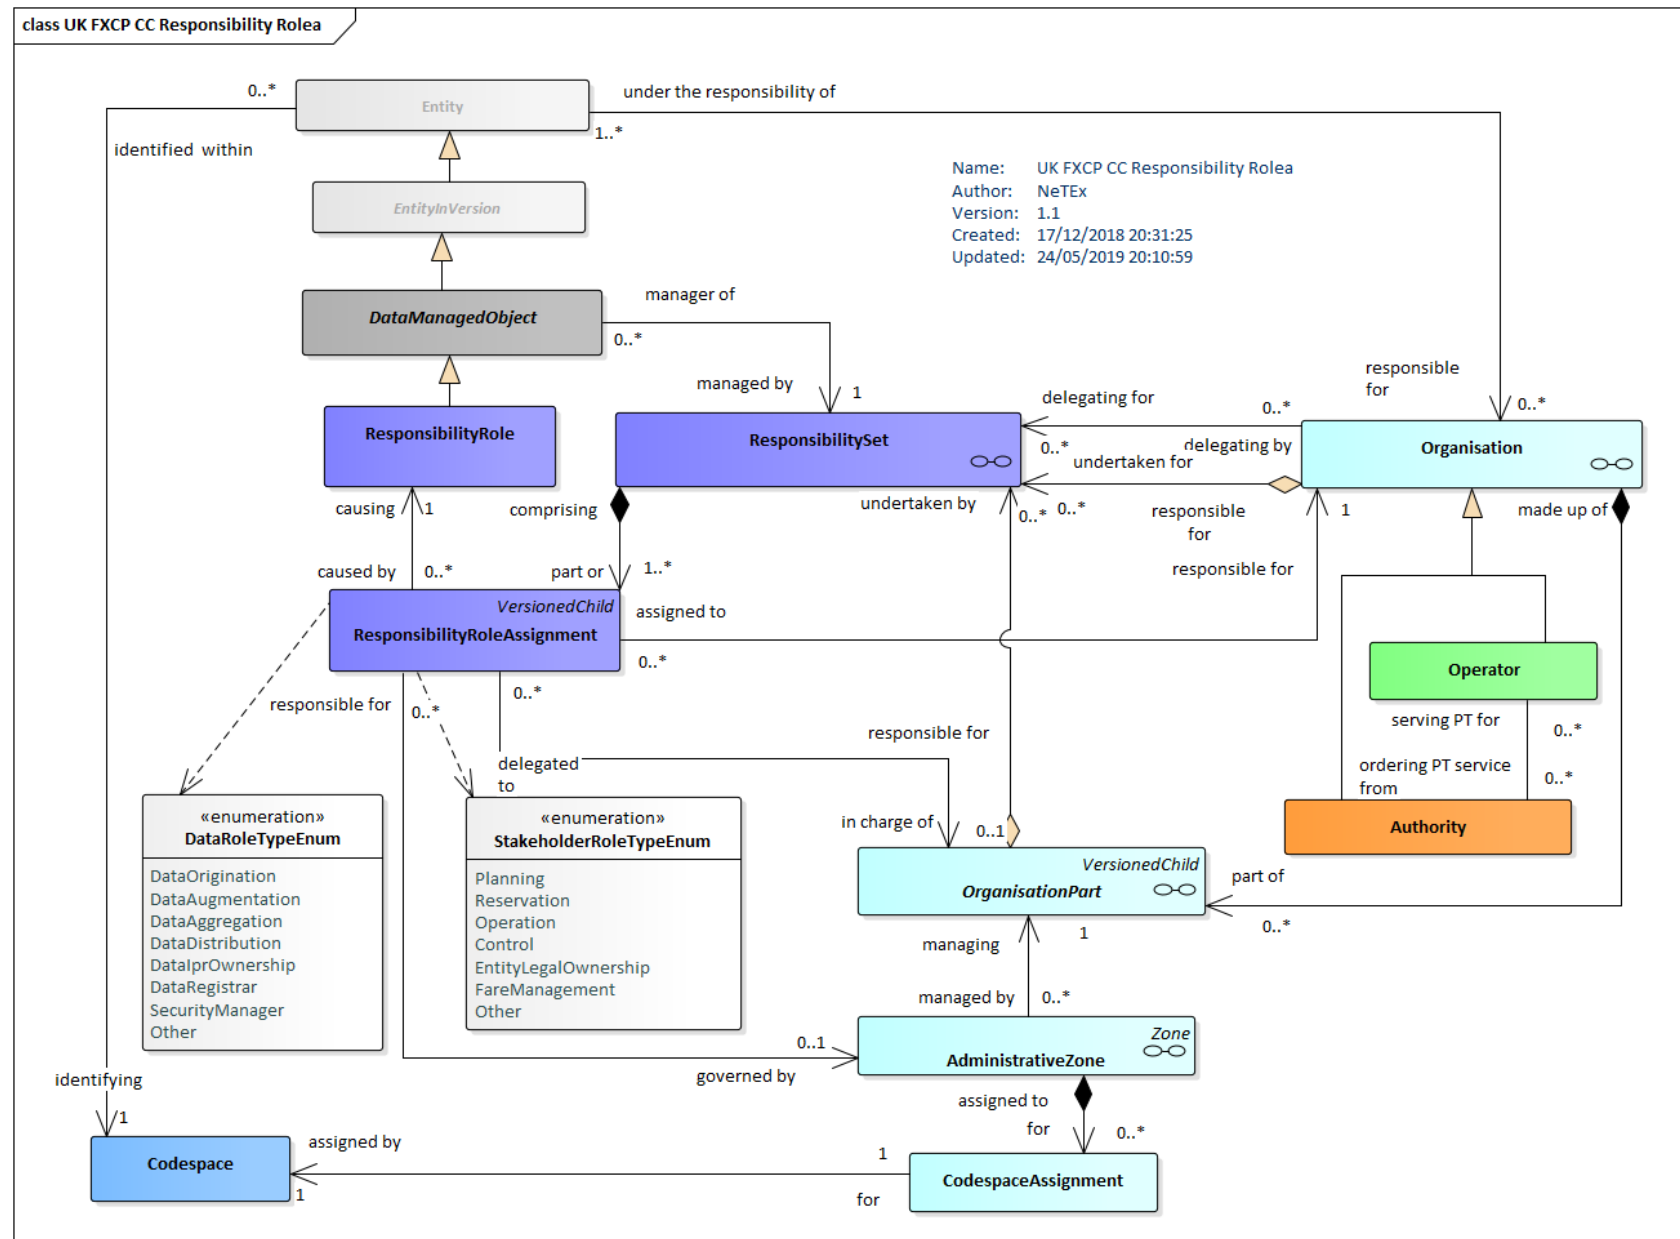 class UK FXCP CC Responsibility Rolea
0..*
Entity
under the responsibility of
1..*
identified within
Name: UK FXCP CC Responsibility Rolea
Author: NeTEx
Version: 1.1
Created: 17/12/2018 20:31:25
Updated: 24/05/2019 20:10:59
EntityInVersion
DataManagedObject
manager of
0..*
managed by
1
responsible
for
0..*
ResponsibilityRole
ResponsibilitySet
delegating for
0..*
delegating by
0..*
undertaken for
Organisation
causing
1
comprising
undertaken by
0..*
0..*
responsible
for
1
made up of
caused by
0..*
part or
1..*
responsible for
VersionedChild
ResponsibilityRoleAssignment
assigned to
0..*
Operator
responsible for
0..*
0..*
serving PT for
0..*
responsible for
delegated
to
ordering PT service
from
0..*
«enumeration»
DataRoleTypeEnum
DataOrigination
DataAugmentation
DataAggregation
DataDistribution
DataIprOwnership
DataRegistrar
SecurityManager
Other
«enumeration»
StakeholderRoleTypeEnum
Planning
Reservation
Operation
Control
EntityLegalOwnership
FareManagement
Other
in charge of
0..1
Authority
VersionedChild
OrganisationPart
part of
0..*
managing
1
managed by
0..*
0..1
governed by
Zone
AdministrativeZone
identifying
1
assigned to
for
0..*
Codespace
assigned by
1
1
for
CodespaceAssignment